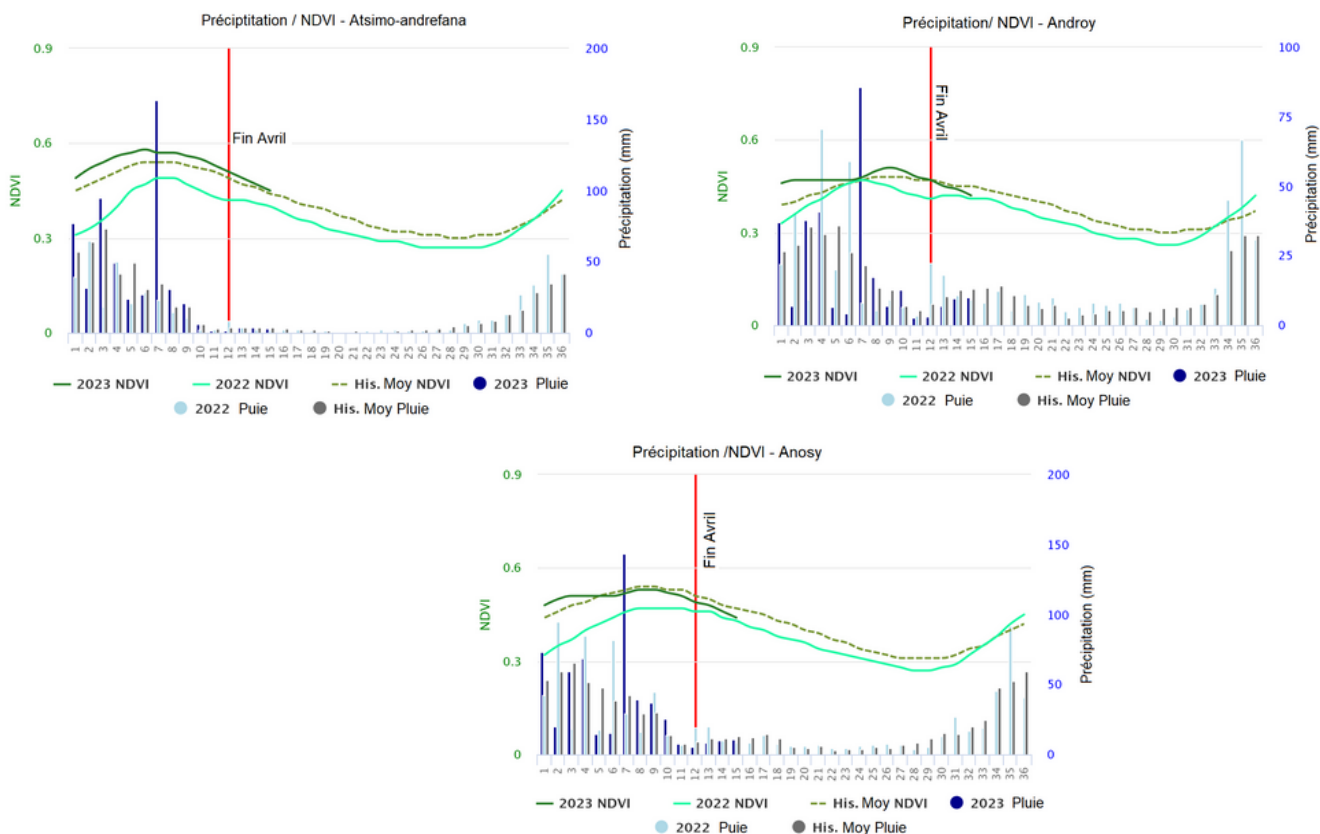 Préciptitation / NDVI - Atsimo-andrefana
0.9
0.6
0.3
0
NDVI
200
150
100
50
0
Précipitation (mm)
Fin Avril
1 2 3 4 5 6 7 8 9 10 11 12 13 14 15 16 17 18 19 20 21 22 23 24 25 26 27 28 29 30 31 32 33 34 35 36
2023 NDVI 2022 NDVI His. Moy NDVI 2023 Pluie
2022 Puie His. Moy Pluie
Précipitation/ NDVI - Androy
0.9
0.6
0.3
0
NDVI
100
75
50
25
0
Précipitation (mm)
Fin Avril
1 2 3 4 5 6 7 8 9 10 11 12 13 14 15 16 17 18 19 20 21 22 23 24 25 26 27 28 29 30 31 32 33 34 35 36
2023 NDVI 2022 NDVI His. Moy NDVI 2023 Pluie
2022 Puie His. Moy Pluie
Précipitation /NDVI - Anosy
0.9
0.6
0.3
0
NDVI
200
150
100
50
0
Précipitation (mm)
Fin Avril
1 2 3 4 5 6 7 8 9 10 11 12 13 14 15 16 17 18 19 20 21 22 23 24 25 26 27 28 29 30 31 32 33 34 35 36
2023 NDVI 2022 NDVI His. Moy NDVI 2023 Pluie
2022 Puie His. Moy Pluie